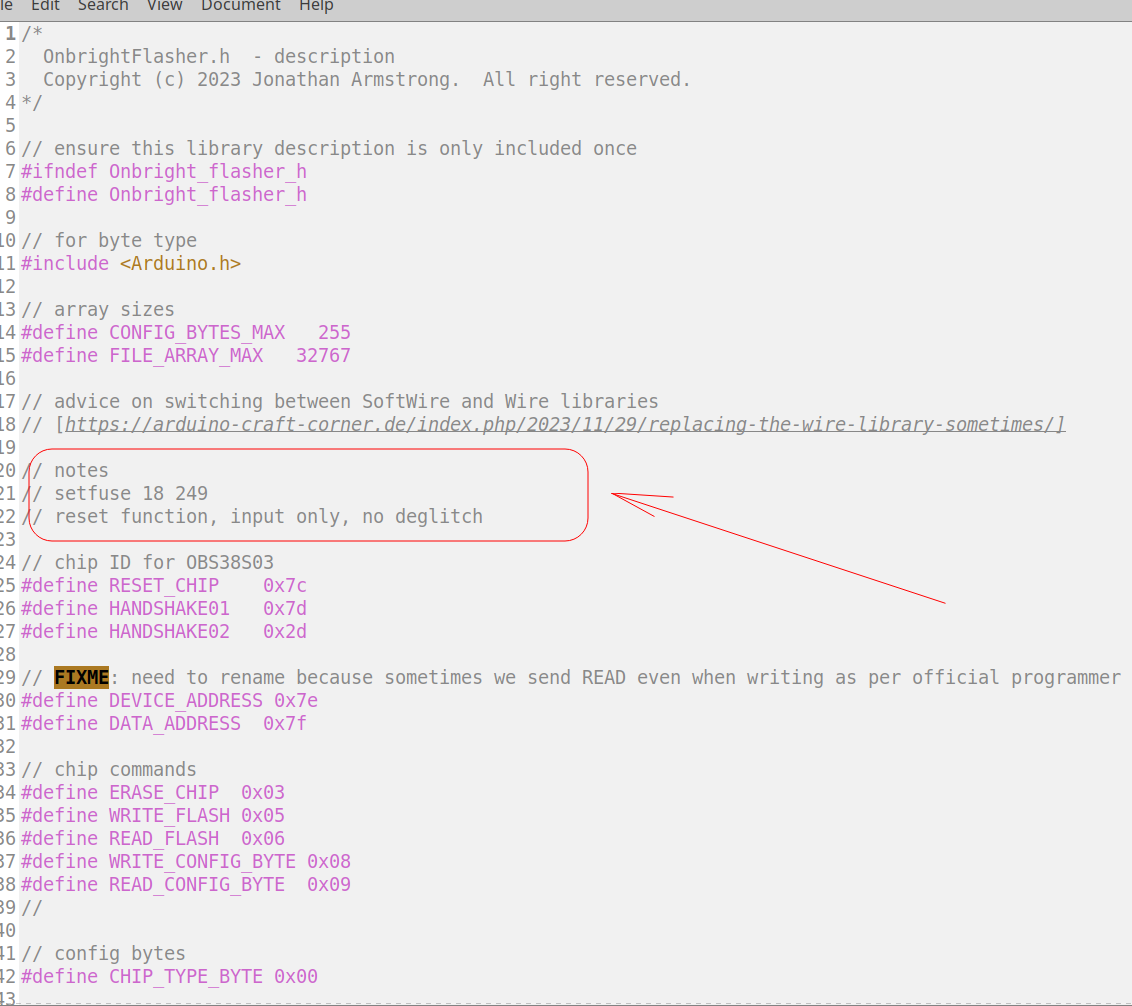 le Edit Search View Document Help
1 /*
2   OnbrightFlasher.h  - description
3   Copyright (c) 2023 Jonathan Armstrong.  All right reserved.
4 */
5
6 // ensure this library description is only included once
7 #ifndef Onbright_flasher_h
8 #define Onbright_flasher_h
9
10 // for byte type
11 #include <Arduino.h>
12
13 // array sizes
14 #define CONFIG_BYTES_MAX   255
15 #define FILE_ARRAY_MAX   32767
16
17 // advice on switching between SoftWire and Wire libraries
18 // [https://arduino-craft-corner.de/index.php/2023/11/29/replacing-the-wire-library-sometimes/]
19
20 // notes
21 // setfuse 18 249
22 // reset function, input only, no deglitch
23
24 // chip ID for OBS38S03
25 #define RESET_CHIP    0x7c
26 #define HANDSHAKE01   0x7d
27 #define HANDSHAKE02   0x2d
28
29 // FIXME: need to rename because sometimes we send READ even when writing as per official programmer
30 #define DEVICE_ADDRESS 0x7e
31 #define DATA_ADDRESS  0x7f
32
33 // chip commands
34 #define ERASE_CHIP  0x03
35 #define WRITE_FLASH 0x05
36 #define READ_FLASH  0x06
37 #define WRITE_CONFIG_BYTE 0x08
38 #define READ_CONFIG_BYTE  0x09
39 //
40
41 // config bytes
42 #define CHIP_TYPE_BYTE 0x00
43